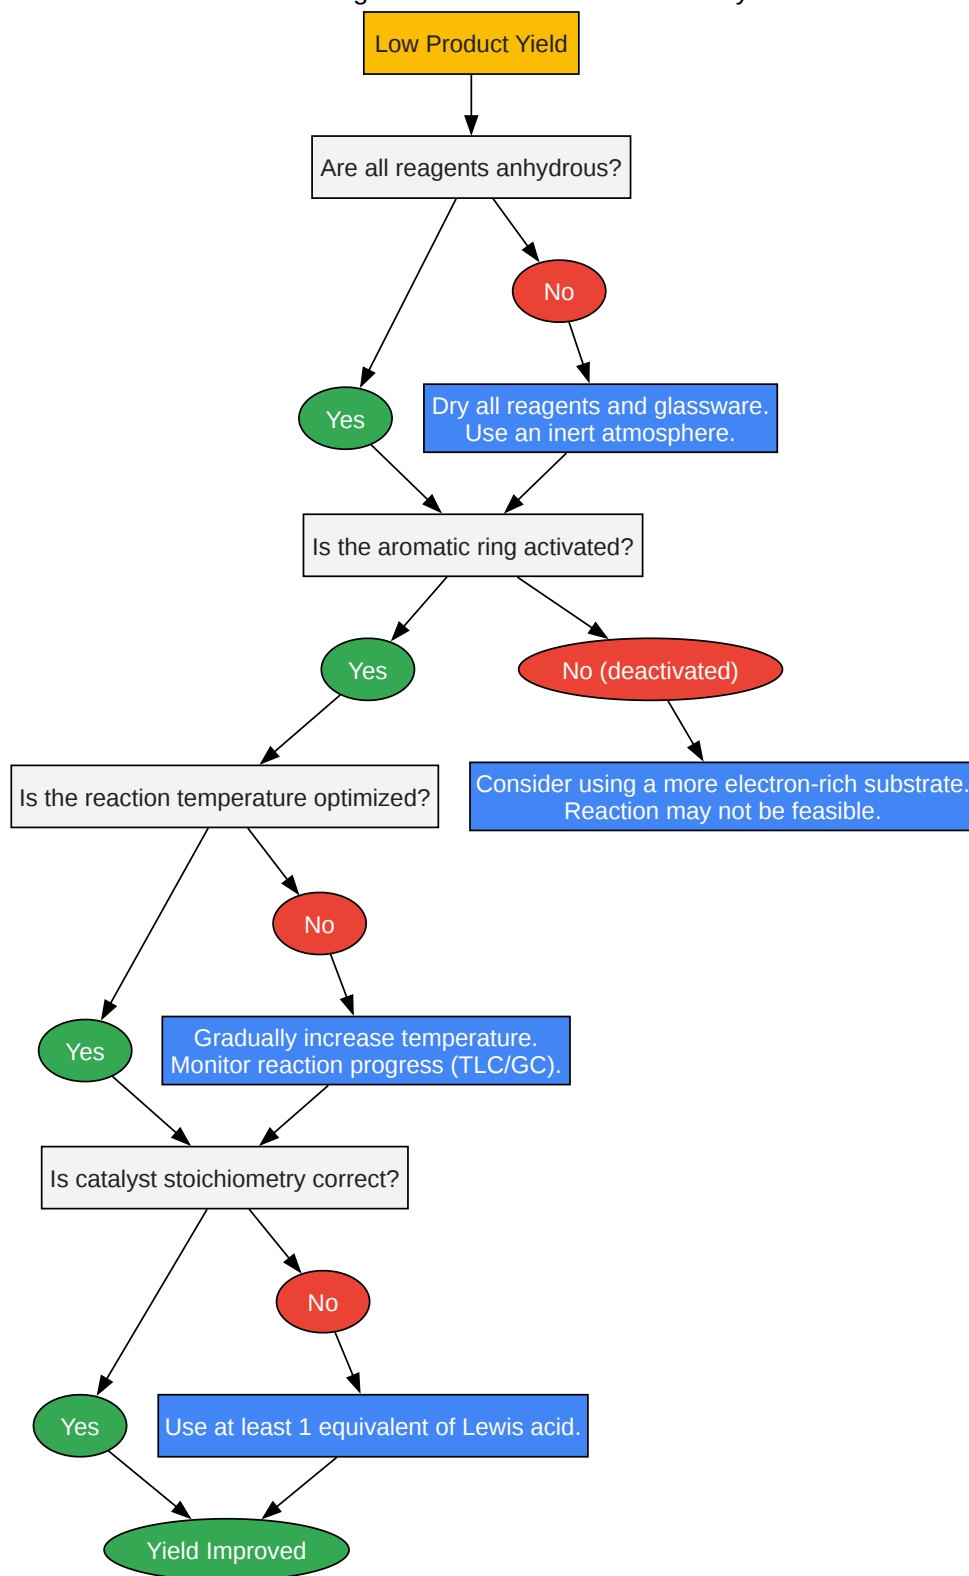 Low Product Yield
Are all reagents anhydrous?
No
Yes
Dry all reagents and glassware.
Use an inert atmosphere.
Is the aromatic ring activated?
Yes
No (deactivated)
Is the reaction temperature optimized?
Consider using a more electron-rich substrate.
Reaction may not be feasible.
No
Yes
Gradually increase temperature.
Monitor reaction progress (TLC/GC).
Is catalyst stoichiometry correct?
No
Yes
Use at least 1 equivalent of Lewis acid.
Yield Improved